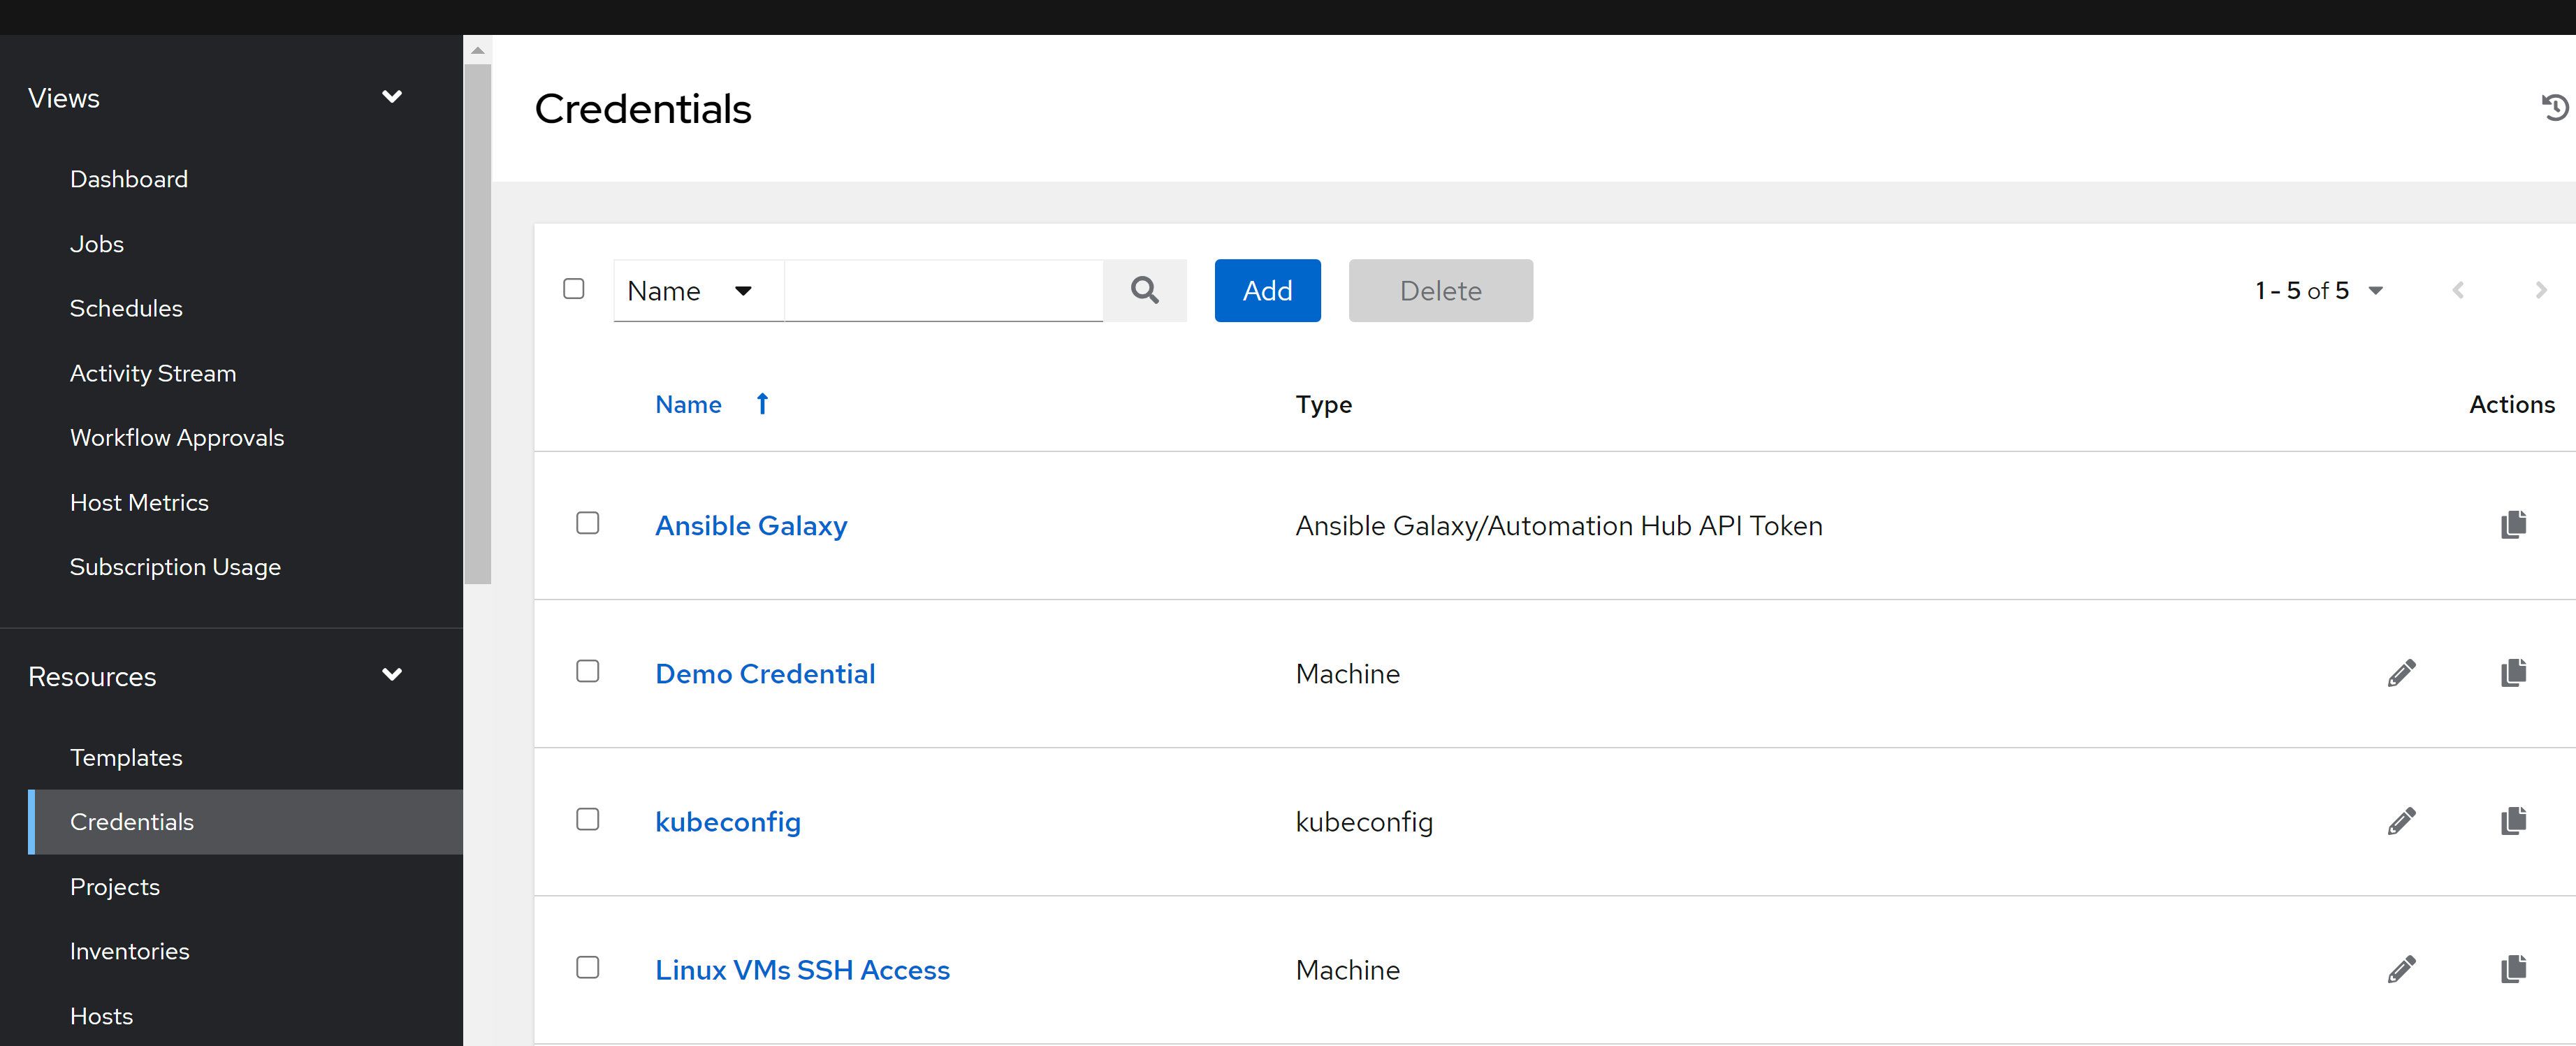 Views
Dashboard
Jobs
Schedules
Activity Stream
Workflow Approvals
Host Metrics
Subscription Usage
Resources
Templates
Credentials
Projects
Inventories
Hosts
Credentials
Name Add Delete 1 - 5 of 5
Name Type Actions
Ansible Galaxy Ansible Galaxy/Automation Hub API Token
Demo Credential Machine
kubeconfig kubeconfig
Linux VMs SSH Access Machine